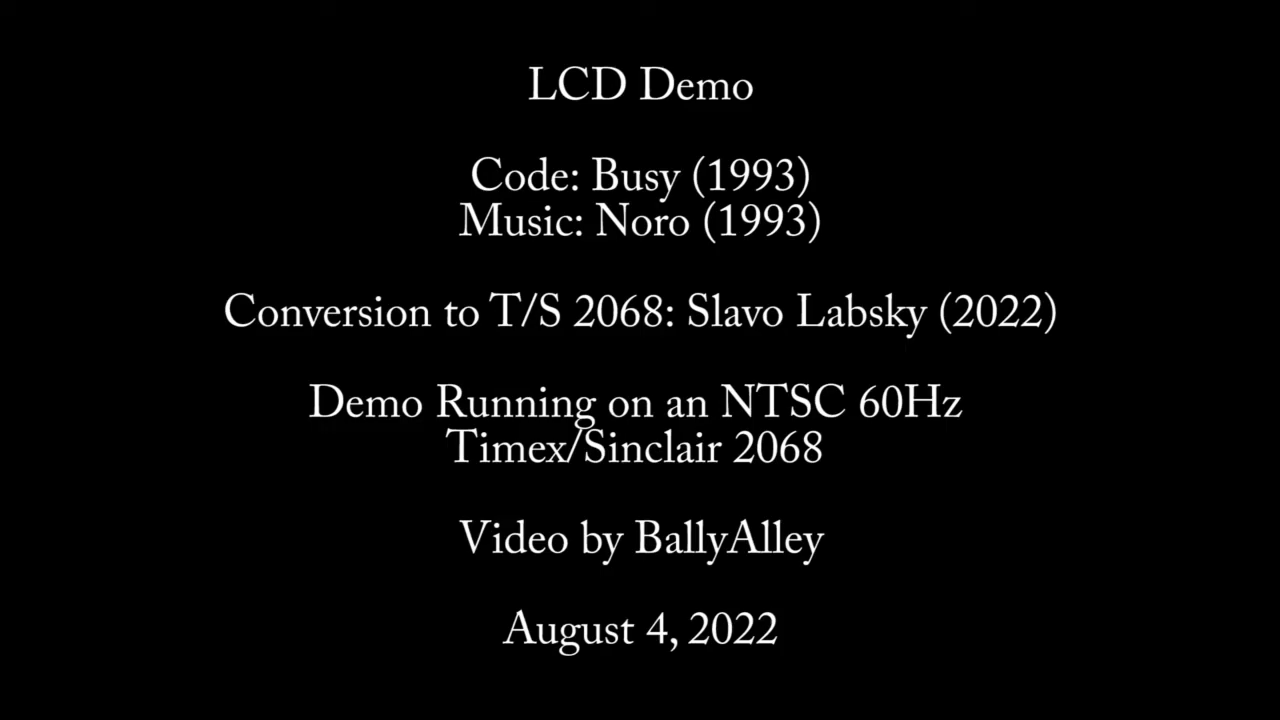 LCD Demo
Code: Busy (1993)
Music: Noro (1993)
Conversion to T/S 2068: Slavo Labsky (2022)
Demo Running on an NTSC 60Hz
Timex/Sinclair 2068
Video by BallyAlley
August 4, 2022